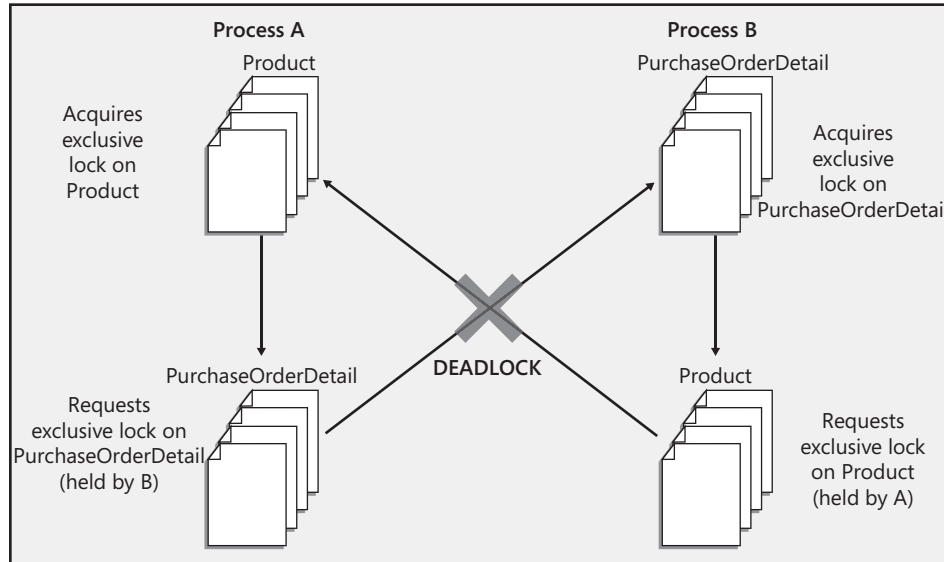 Process A
Product
Acquires
exclusive
lock on
Product
Process B
PurchaseOrderDetail
Acquires
exclusive
lock on
PurchaseOrderDetail
DEADLOCK
PurchaseOrderDetail
Requests
exclusive lock on
PurchaseOrderDetail
(held by B)
Product
Requests
exclusive lock
on Product
(held by A)